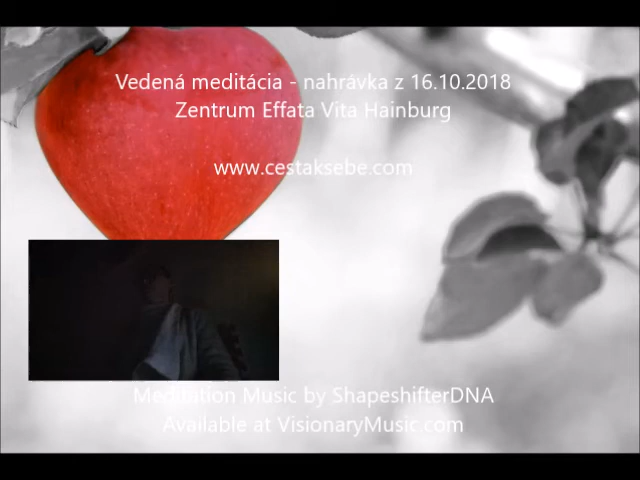 Vedená meditácia - nahrávka z 16.10.2018
Zentrum Effata Vita Hainburg
www.cestaksebe.com
Meditation Music by ShapeshifterDNA
Available at VisionaryMusic.com